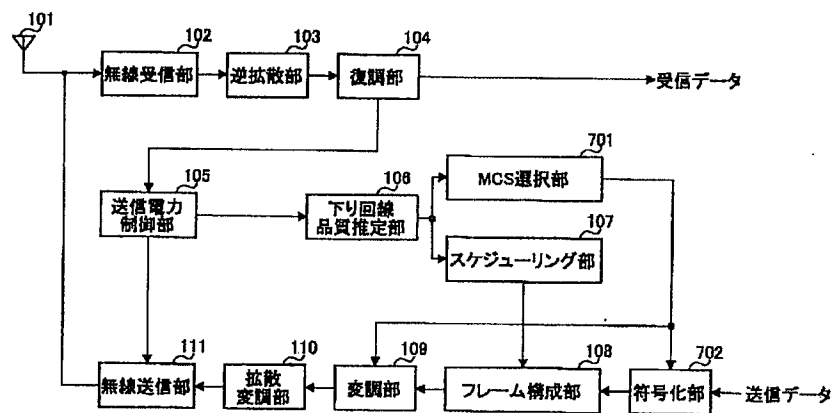 101
102
無線受信部
103
逆拡散部
104
復調部
受信データ
105
送信電力
制御部
106
下り回線
品質推定部
701
MCS選択部
107
スケジューリング部
111
無線送信部
110
拡散
変調部
109
変調部
108
フレーム構成部
702
符号化部
送信データ